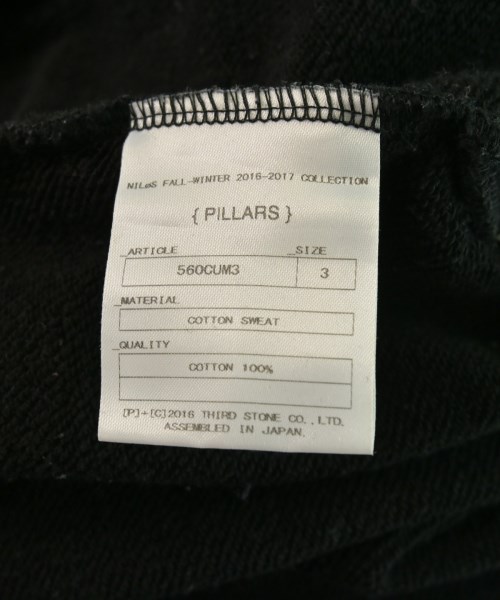 NILøS FALL-WINTER 2016-2017 COLLECTION
{ PILLARS }
_ARTICLE _SIZE
560CUM3 3
_MATERIAL
COTTON SWEAT
_QUALITY
COTTON 100%
[P]+[C]2016 THIRD STONE CO.,LTD.
ASSEMBLED IN JAPAN.